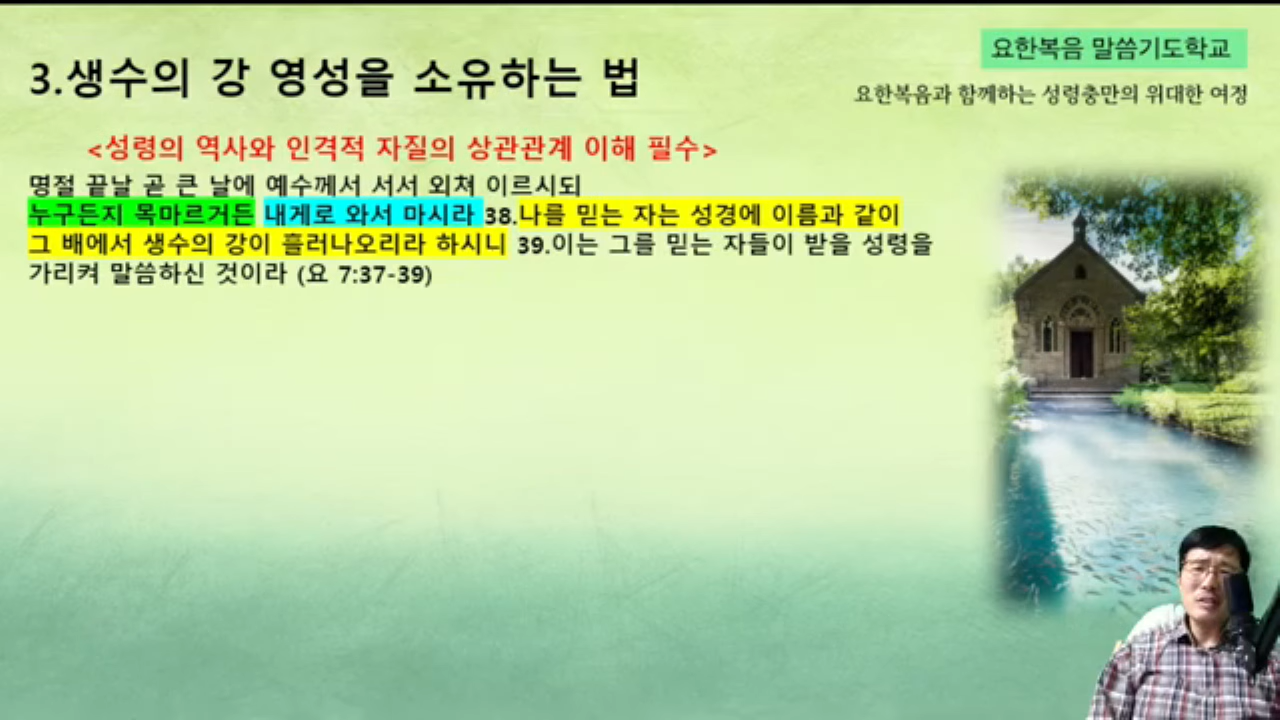 요한복음 말씀기도학교
요한복음과 함께하는 성령충만의 위대한 여정
3.생수의 강 영성을 소유하는 법
<성령의 역사와 인격적 자질의 상관관계 이해 필수>
명절 끝날 곧 큰 날에 예수께서 서서 외쳐 이르시되
누구든지 목마르거든 내게로 와서 마시라 38.나를 믿는 자는 성경에 이름과 같이
그 배에서 생수의 강이 흘러나오리라 하시니 39.이는 그를 믿는 자들이 받을 성령을
가리켜 말씀하신 것이라 (요 7:37-39)